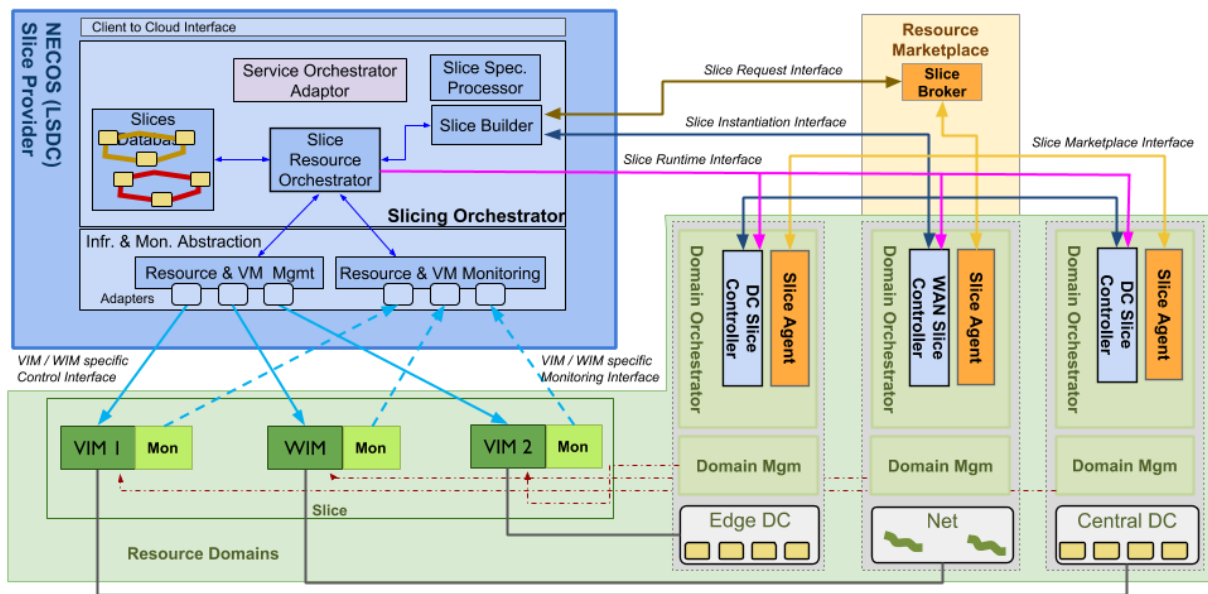 NECOS (LSDC)
Slice Provider
Client to Cloud Interface
Service Orchestrator
Adaptor
Slice Spec.
Processor
Slices
Database
Slice
Resource
Orchestrator
Slice Builder
Slicing Orchestrator
Infr. & Mon. Abstraction
Resource & VM Mgmt
Resource & VM Monitoring
Adapters
Resource
Marketplace
Slice
Broker
Slice Request Interface
Slice Instantiation Interface
Slice Runtime Interface
Slice Marketplace Interface
VIM / WIM specific
Control Interface
VIM / WIM specific
Monitoring Interface
Domain Orchestrator
DC Slice
Controller
Slice Agent
Domain Orchestrator
WAN Slice
Controller
Slice Agent
Domain Orchestrator
DC Slice
Controller
Slice Agent
VIM 1
Mon
WIM
Mon
VIM 2
Mon
Slice
Domain Mgm
Domain Mgm
Domain Mgm
Edge DC
Net
Central DC
Resource Domains